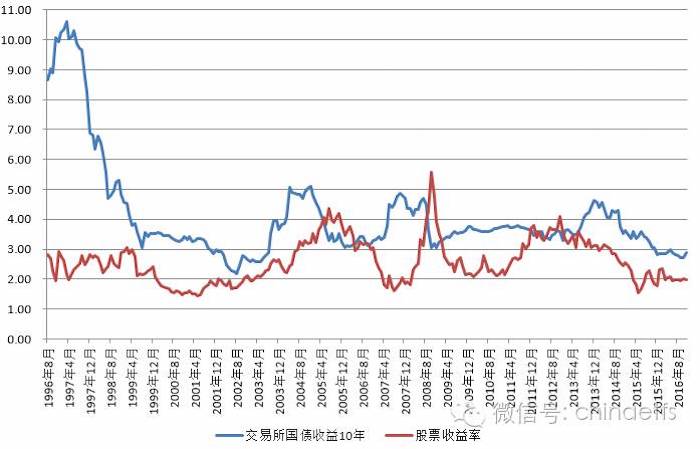 11.00
10.00
9.00
8.00
7.00
6.00
5.00
4.00
3.00
2.00
1.00
0.00
1996年8月
1997年4月
1997年12月
1998年8月
1999年4月
1999年12月
2000年8月
2001年4月
2001年12月
2002年8月
2003年4月
2003年12月
2004年8月
2005年4月
2005年12月
2006年8月
2007年4月
2007年12月
2008年8月
2009年4月
2009年12月
2010年8月
2011年4月
2011年12月
2012年8月
2013年4月
2013年12月
2014年8月
2015年4月
2015年12月
2016年8月
微信号: chindeffs
交易所国债收益10年
股票收益率